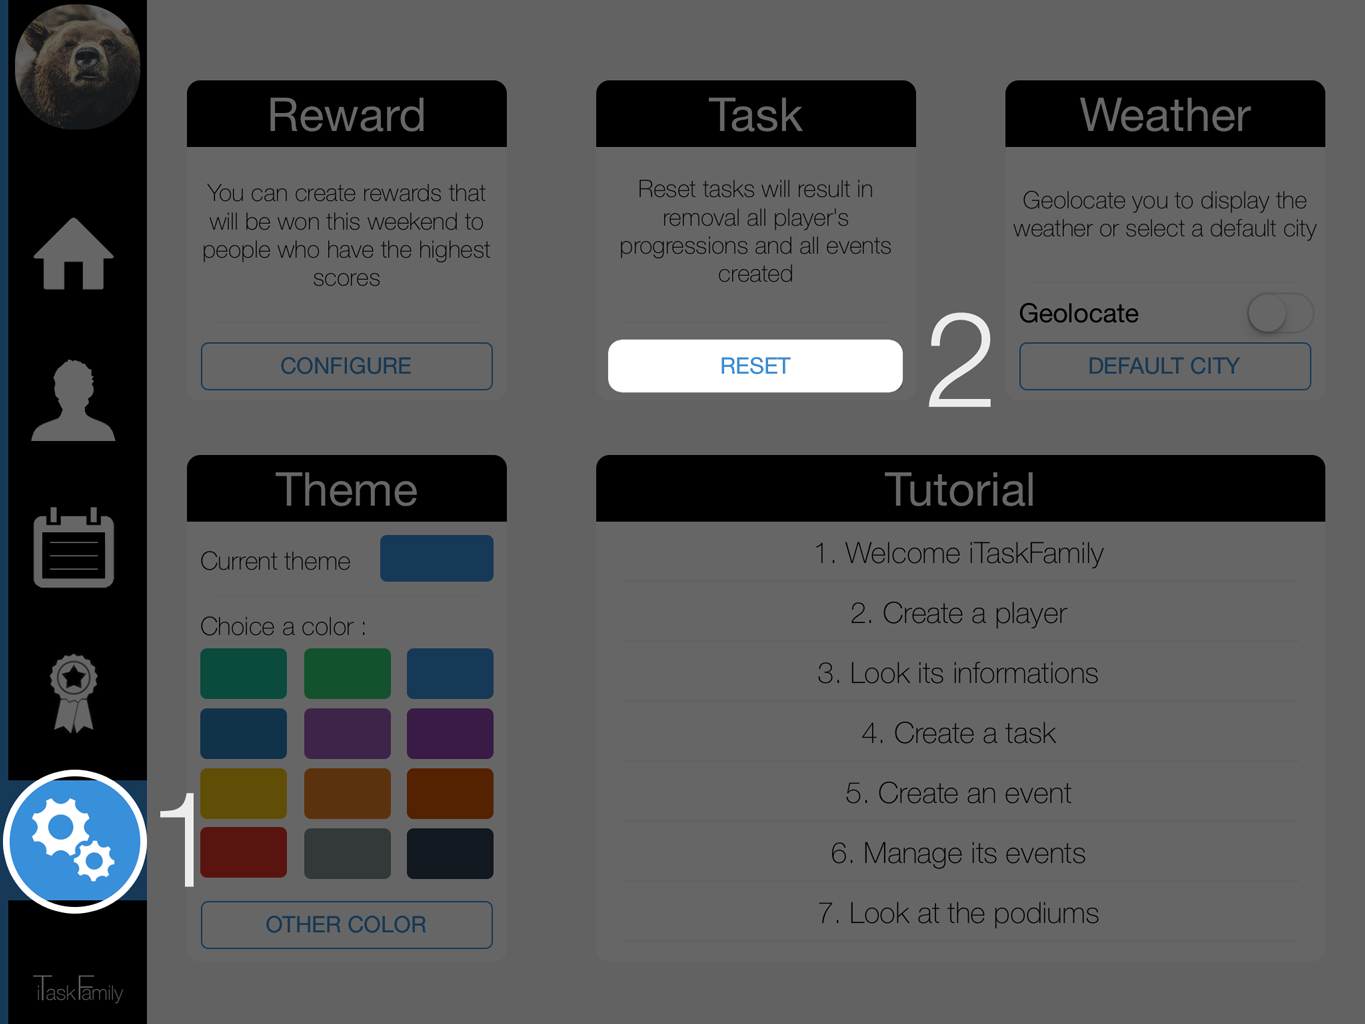 Reward
You can create rewards that
will be won this weekend to
people who have the highest
scores
CONFIGURE
Task
Reset tasks will result in
removal all player's
progressions and all events
created
RESET
2
Weather
Geolocate you to display the
weather or select a default city
Geolocate
DEFAULT CITY
Theme
Current theme
Choice a color :
OTHER COLOR
Tutorial
1. Welcome iTaskFamily
2. Create a player
3. Look its informations
4. Create a task
5. Create an event
6. Manage its events
7. Look at the podiums
1
iTaskFamily